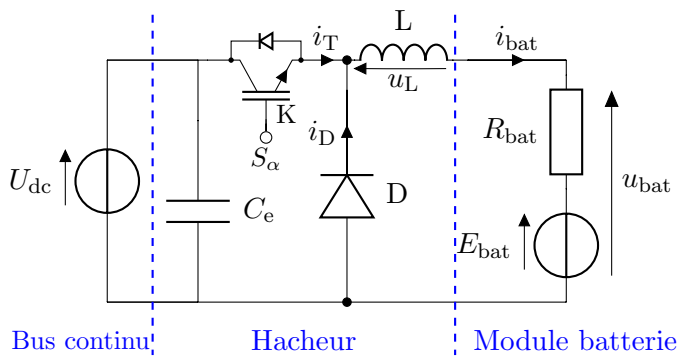 L
i_T
i_bat
u_L
K
i_D
S_α
R_bat
U_dc
C_e
D
u_bat
E_bat
Bus continu
Hacheur
Module batterie